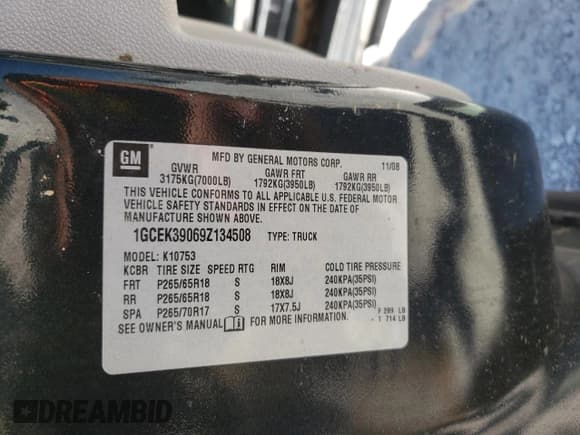 GM
MFD BY GENERAL MOTORS CORP. 11/08
GVWR GAWR FRT GAWR RR
3175KG(7000LB) 1792KG(3950LB) 1792KG(3950LB)
THIS VEHICLE CONFORMS TO ALL APPLICABLE U.S. FEDERAL MOTOR
VEHICLE SAFETY STANDARDS IN EFFECT ON THE DATE OF
MANUFACTURE SHOWN ABOVE.
1GCEK39069Z134508 TYPE: TRUCK
MODEL: K10753
KCBR TIRE SIZE SPEED RTG RIM COLD TIRE PRESSURE
FRT P265/65R18 S 18X8J 240KPA(35PSI)
RR P265/65R18 S 18X8J 240KPA(35PSI)
SPA P265/70R17 S 17X7.5J 240KPA(35PSI)
SEE OWNER'S MANUAL FOR MORE INFORMATION. F 289 LB
T 714 LB
DREAMBID